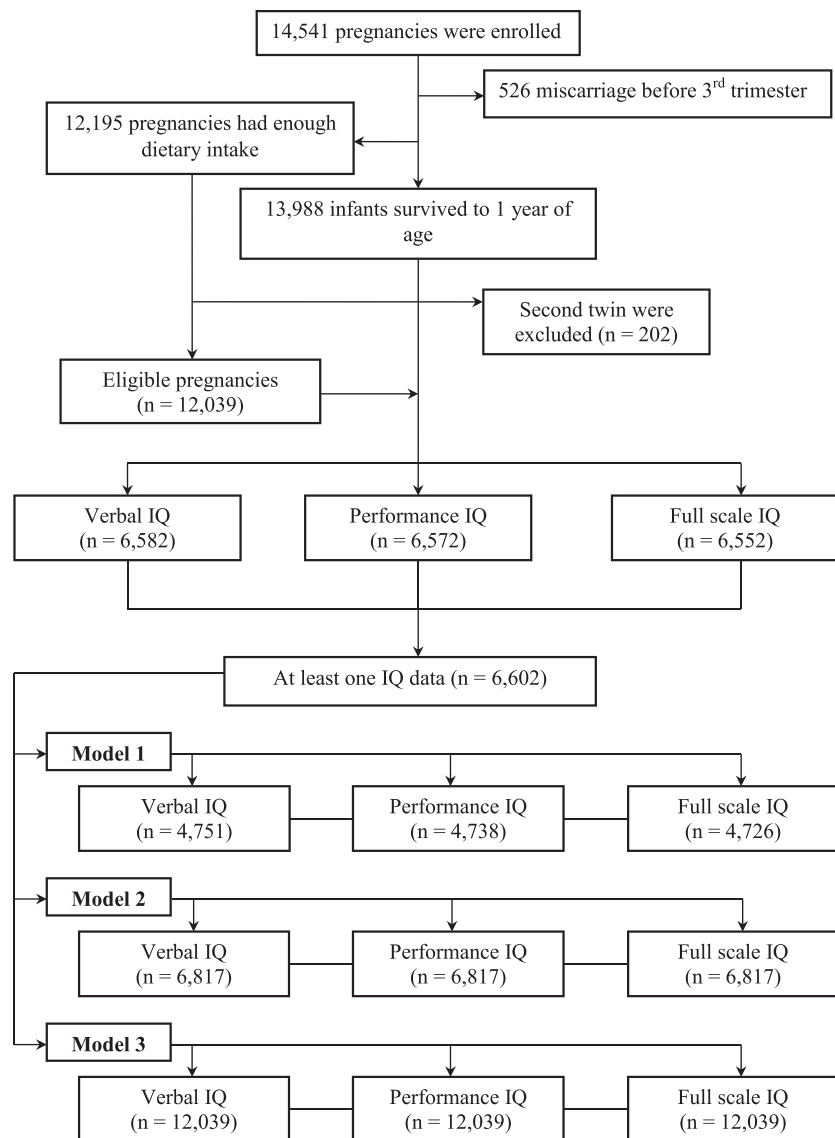 14,541 pregnancies were enrolled
526 miscarriage before 3rd trimester
12,195 pregnancies had enough
dietary intake
13,988 infants survived to 1 year of
age
Second twin were
excluded (n = 202)
Eligible pregnancies
(n = 12,039)
Verbal IQ
(n = 6,582)
Performance IQ
(n = 6,572)
Full scale IQ
(n = 6,552)
At least one IQ data (n = 6,602)
Model 1
Verbal IQ
(n = 4,751)
Performance IQ
(n = 4,738)
Full scale IQ
(n = 4,726)
Model 2
Verbal IQ
(n = 6,817)
Performance IQ
(n = 6,817)
Full scale IQ
(n = 6,817)
Model 3
Verbal IQ
(n = 12,039)
Performance IQ
(n = 12,039)
Full scale IQ
(n = 12,039)